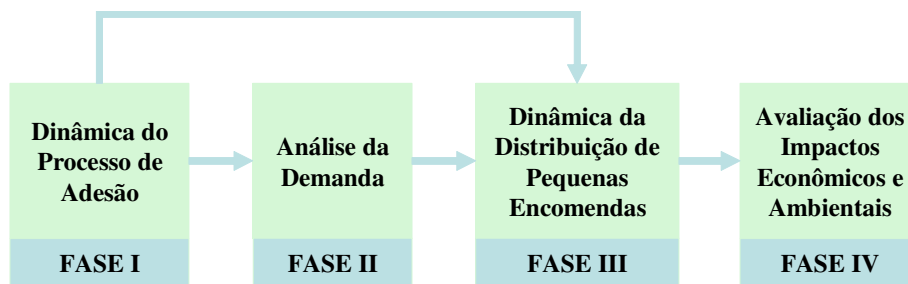 Dinâmica do
Processo de
Adesão
FASE I
Análise da
Demanda
FASE II
Dinâmica da
Distribuição de
Pequenas
Encomendas
FASE III
Avaliação dos
Impactos
Econômicos e
Ambientais
FASE IV